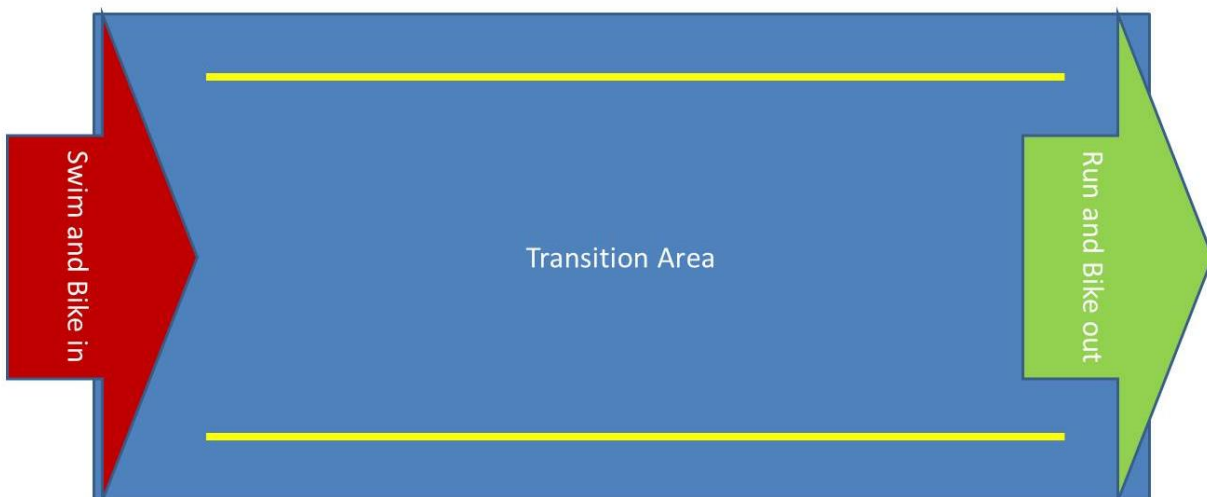 Swim and Bike in
Transition Area
Run and Bike out